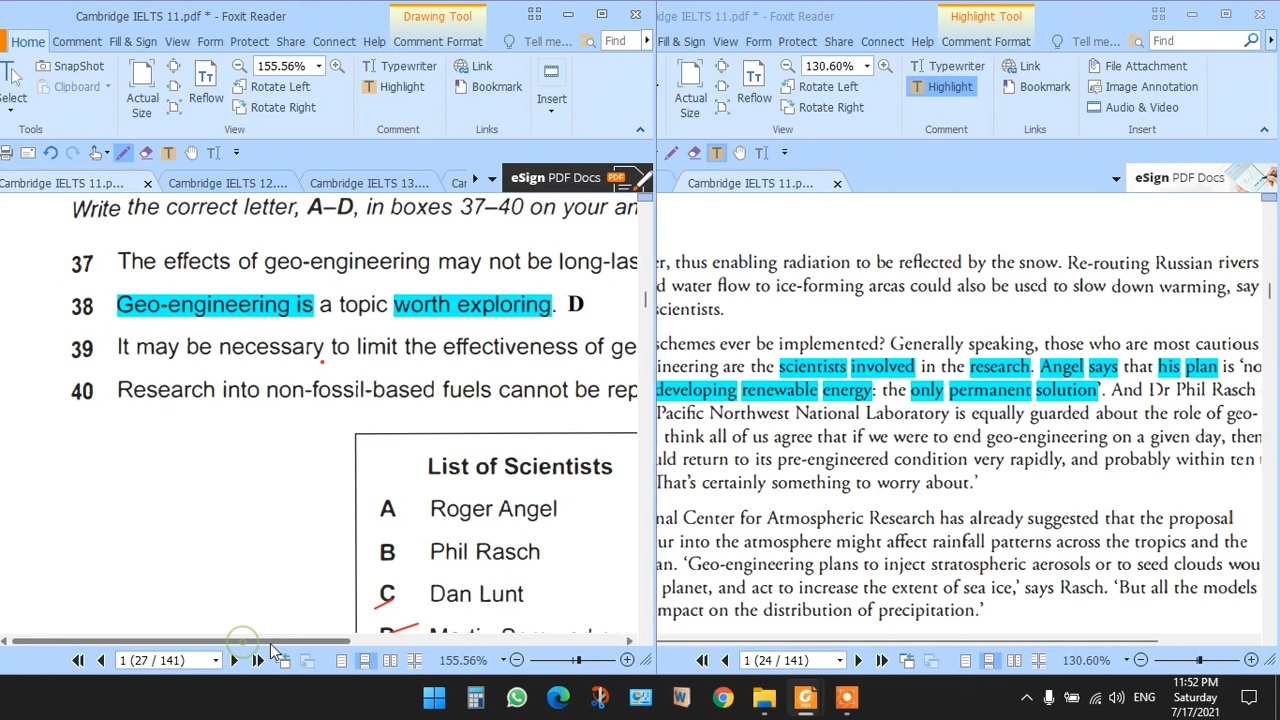 Cambridge IELTS 11.pdf * - Foxit Reader
Drawing Tool
Home Comment Fill & Sign View Form Protect Share Connect Help Comment Format Tell me... Find
Select
SnapShot
Clipboard
Actual Size
Reflow
155.56%
Rotate Left
Rotate Right
Typewriter
Highlight
Link
Bookmark
Insert
Tools View Comment Links
Cambridge IELTS 11.p... Cambridge IELTS 12.... Cambridge IELTS 13....
eSign PDF Docs
PDF
Write the correct letter, A–D, in boxes 37–40 on your
37 The effects of geo-engineering may not be
38 Geo-engineering is a topic worth exploring. D
39 It may be necessary to limit the effectiveness of
40 Research into non-fossil-based fuels cannot be
List of Scientists
A Roger Angel
B Phil Rasch
C Dan Lunt
1 (27 / 141)
155.56%
Cambridge IELTS 11.pdf * - Foxit Reader
Highlight Tool
Fill & Sign View Form Protect Share Connect Help Comment Format Tell me... Find
Actual Size
Reflow
130.60%
Rotate Left
Rotate Right
Typewriter
Highlight
Link
Bookmark
File Attachment
Image Annotation
Audio & Video
View Comment Links Insert
Cambridge IELTS 11.p...
eSign PDF Docs
thus enabling radiation to be reflected by the snow. Re-routing Russian rivers
water flow to ice-forming areas could also be used to slow down warming, say
scientists.
schemes ever be implemented? Generally speaking, those who are most cautious
are the scientists involved in the research. Angel says that his plan is ‘no
developing renewable energy: the only permanent solution’. And Dr Phil Rasch
Pacific Northwest National Laboratory is equally guarded about the role of geo-
think all of us agree that if we were to end geo-engineering on a given day, then
return to its pre-engineered condition very rapidly, and probably within ten
That’s certainly something to worry about.’
Center for Atmospheric Research has already suggested that the proposal
into the atmosphere might affect rainfall patterns across the tropics and the
‘Geo-engineering plans to inject stratospheric aerosols or to seed clouds
planet, and act to increase the extent of sea ice,’ says Rasch. ‘But all the models
impact on the distribution of precipitation.’
1 (24 / 141)
130.60%
ENG
11:52 PM
Saturday
7/17/2021